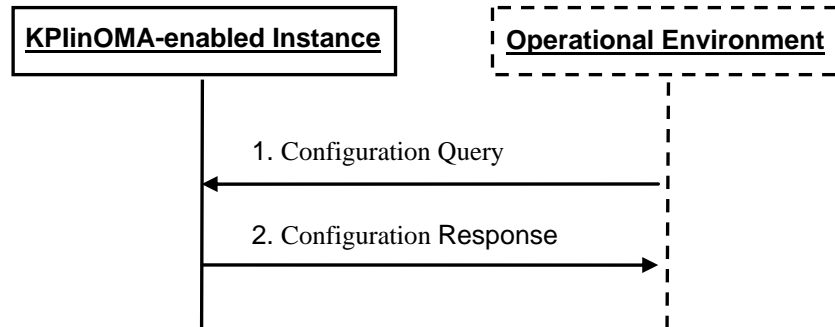 KPIinOMA-enabled Instance
Operational Environment
1. Configuration Query
2. Configuration Response